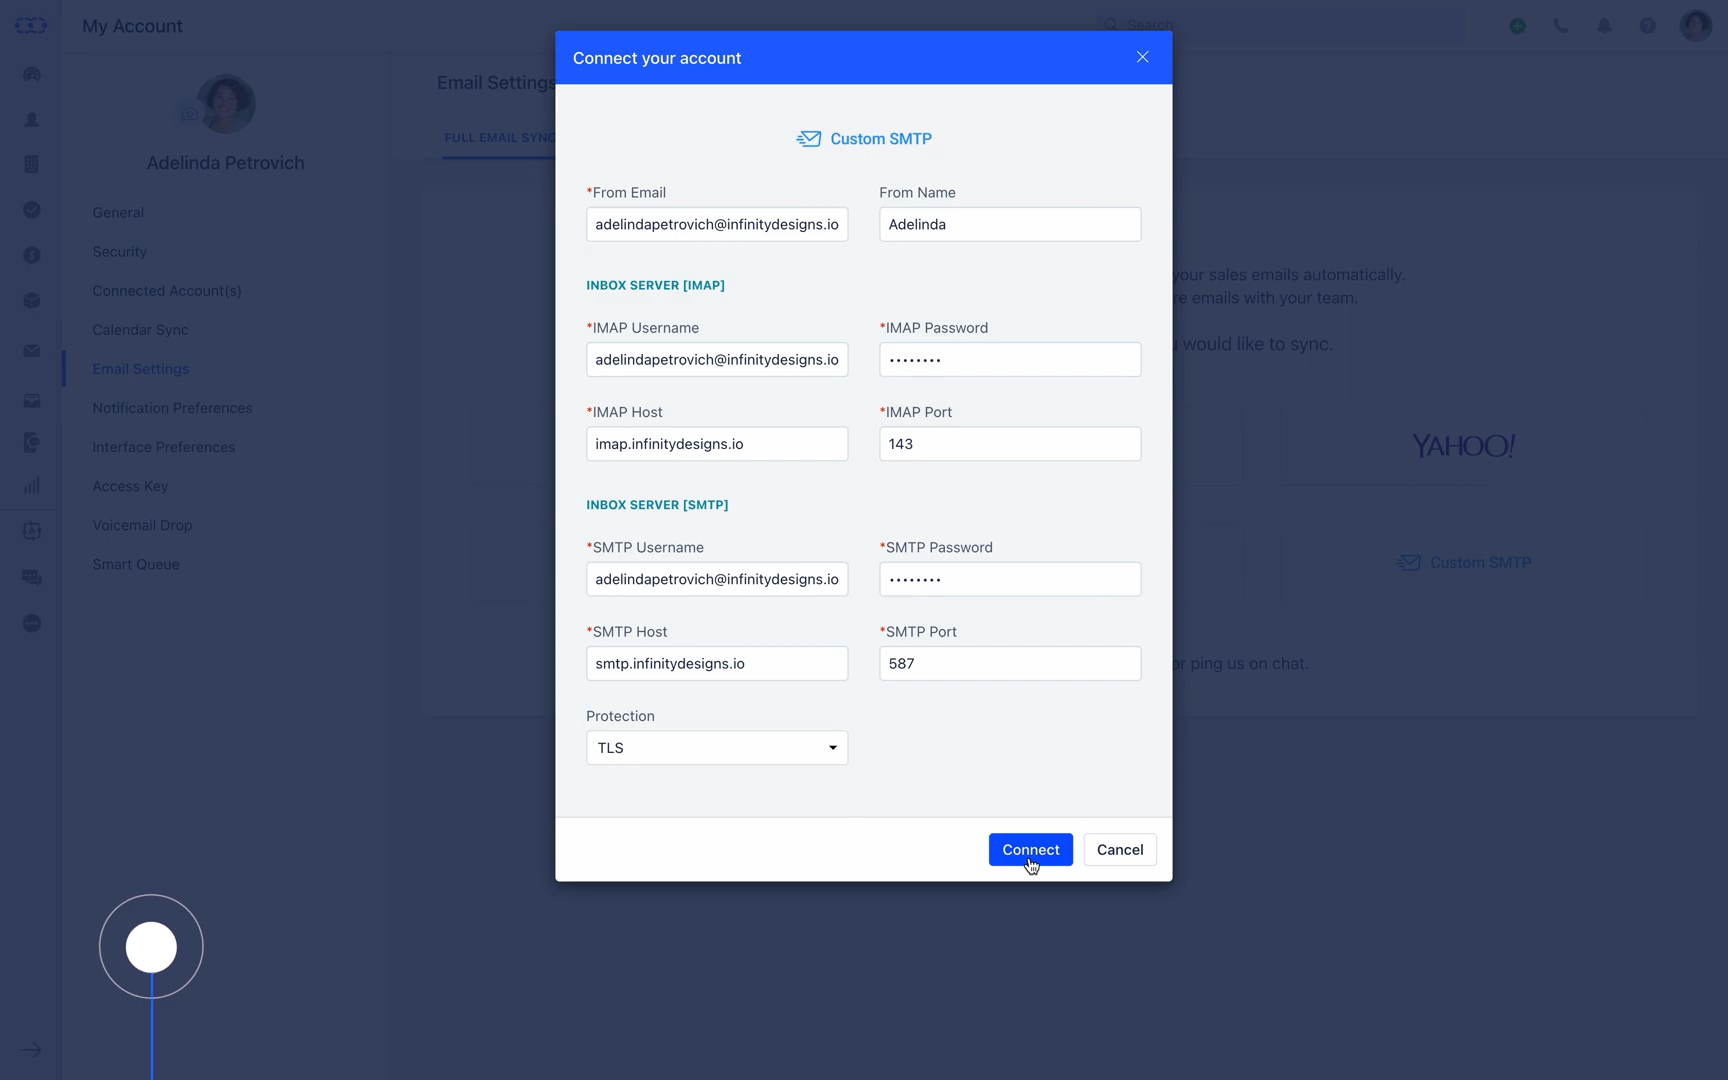 My Account
Search
Connect your account
Email Settings
FULL EMAIL SYNC
Adelinda Petrovich
General
Security
Connected Account(s)
Calendar Sync
Email Settings
Notification Preferences
Interface Preferences
Access Key
Voicemail Drop
Smart Queue
Custom SMTP
*From Email
From Name
adelindapetrovich@infinitydesigns.io
Adelinda
INBOX SERVER [IMAP]
*IMAP Username
*IMAP Password
adelindapetrovich@infinitydesigns.io
••••••••
*IMAP Host
*IMAP Port
imap.infinitydesigns.io
143
INBOX SERVER [SMTP]
*SMTP Username
*SMTP Password
adelindapetrovich@infinitydesigns.io
••••••••
*SMTP Host
*SMTP Port
smtp.infinitydesigns.io
587
Protection
TLS
Connect
Cancel
your sales emails automatically.
emails with your team.
would like to sync.
YAHOO!
Custom SMTP
ping us on chat.